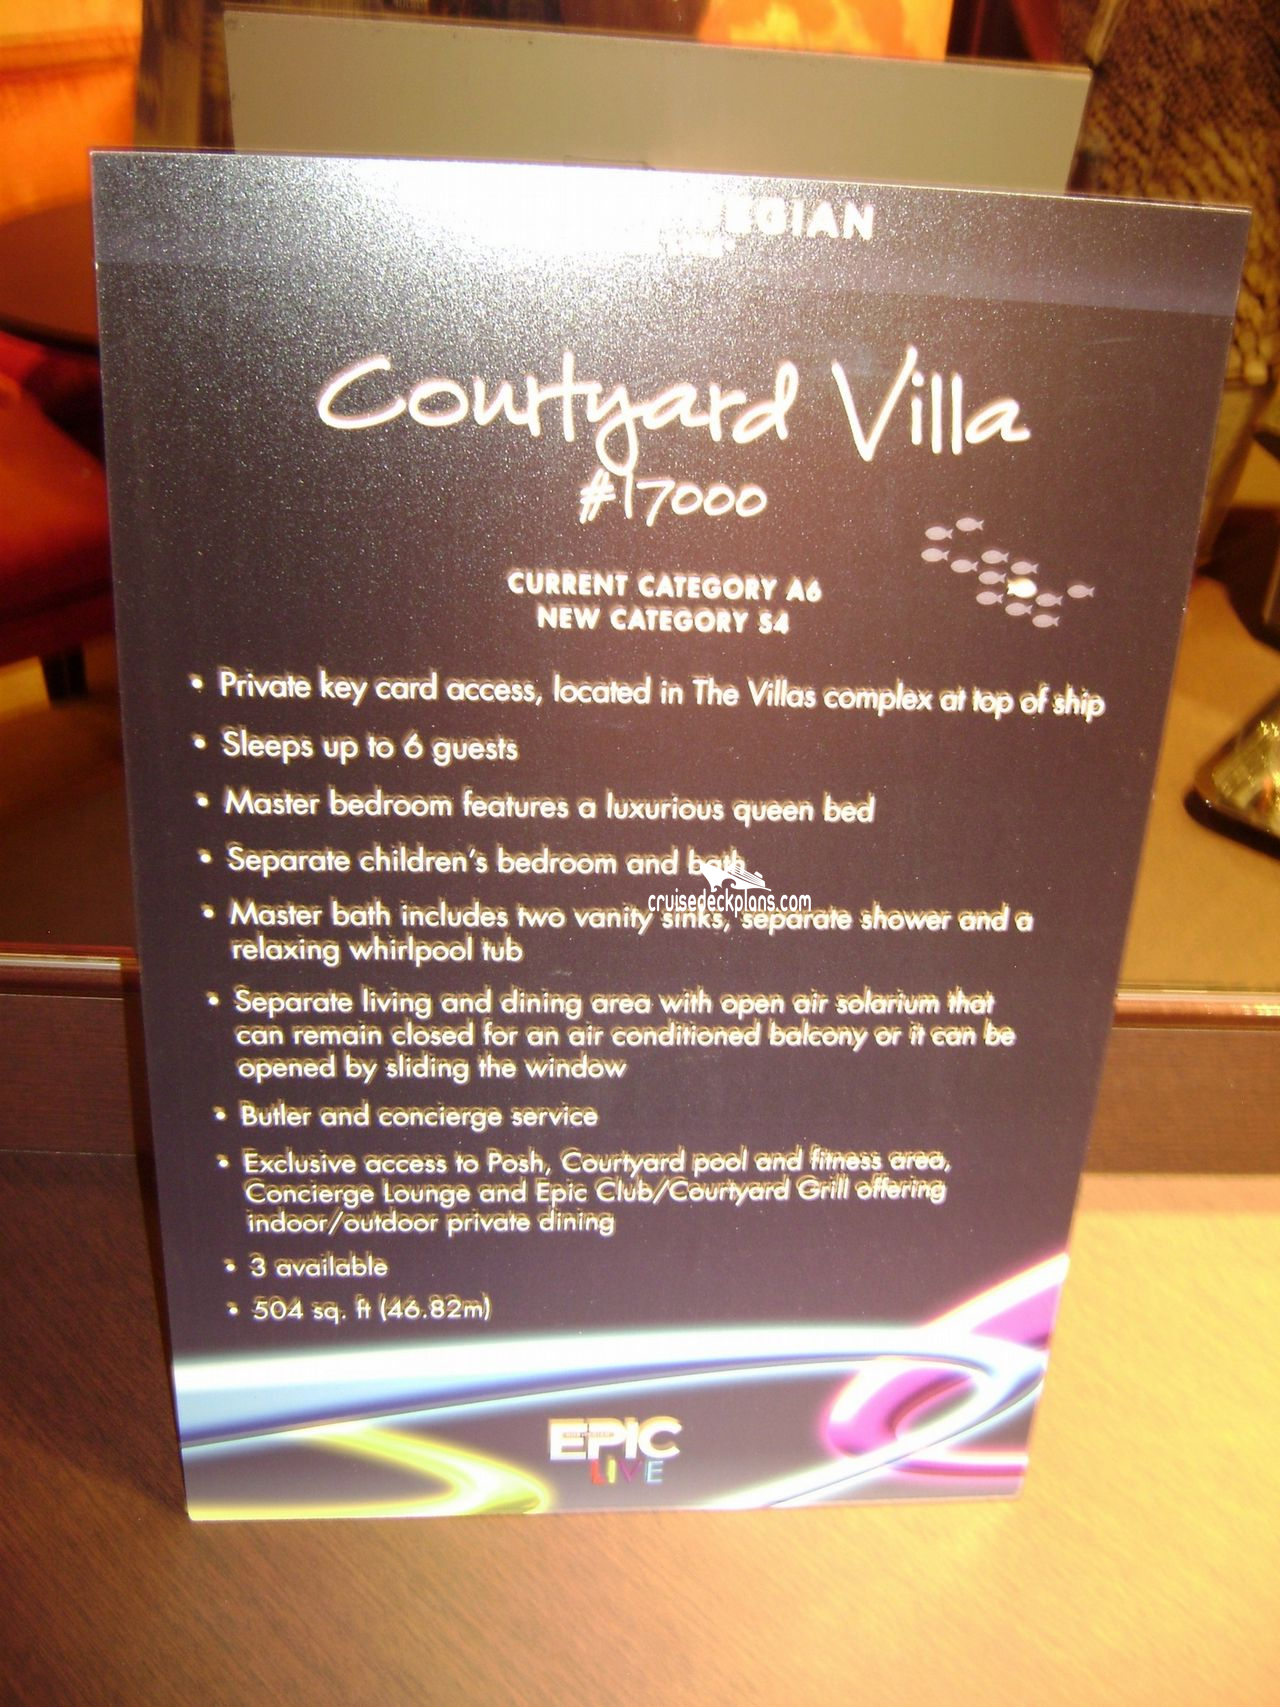 EGIAN
Courtyard Villa
#17000
CURRENT CATEGORY A6
NEW CATEGORY S4
• Private key card access, located in The Villas complex at top of ship
• Sleeps up to 6 guests
• Master bedroom features a luxurious queen bed
• Separate children's bedroom and bath
cruisedeckplans.com
• Master bath includes two vanity sinks, separate shower and a
relaxing whirlpool tub
• Separate living and dining area with open air solarium that
can remain closed for an air conditioned balcony or it can be
opened by sliding the window
• Butler and concierge service
• Exclusive access to Posh, Courtyard pool and fitness area,
Concierge Lounge and Epic Club/Courtyard Grill offering
indoor/outdoor private dining
• 3 available
• 504 sq. ft (46.82m)
EPIC
LIVE